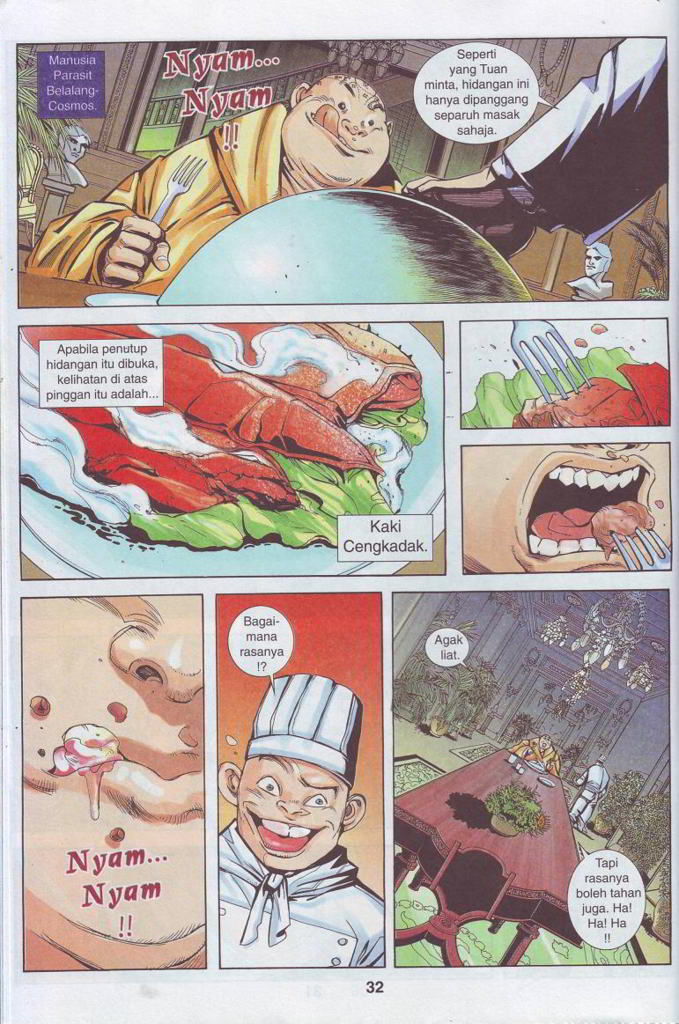 Manusia
Parasit
Belalang-
Cosmos.
Nyam...
Nyam
!!
Seperti
yang Tuan
minta, hidangan ini
hanya dipanggang
separuh masak
sahaja.
Apabila penutup
hidangan itu dibuka,
kelihatan di atas
pinggan itu adalah...
Kaki
Cengkadak.
Nyam...
Nyam
!!
Bagai-
mana
rasanya
!?
Agak
liat.
Tapi
rasanya
boleh tahan
juga. Ha!
Ha! Ha
!!
32